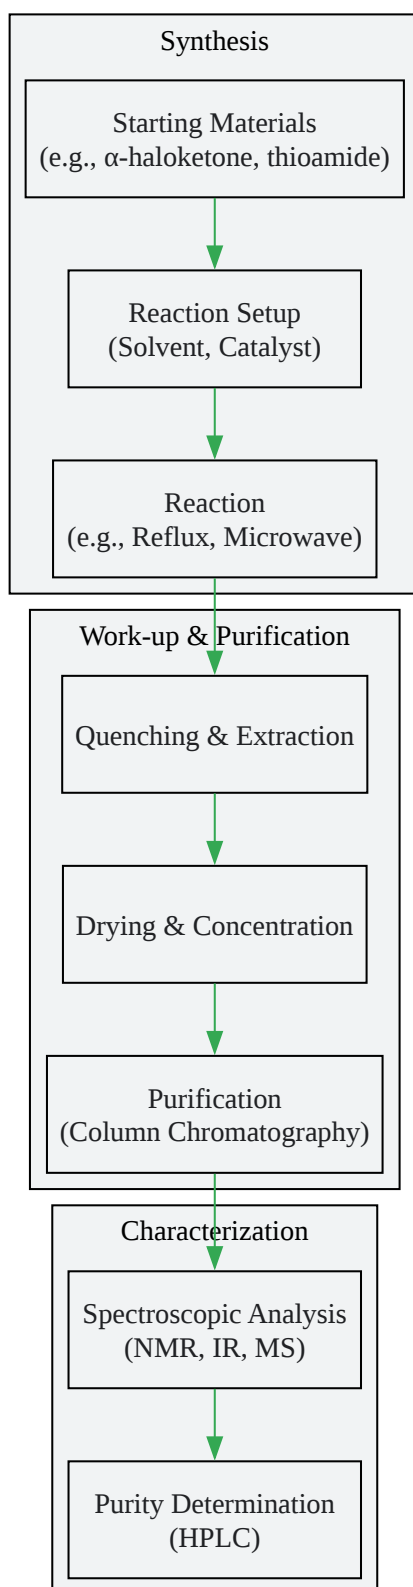 Synthesis
Starting Materials
(e.g., α-haloketone, thioamide)
Reaction Setup
(Solvent, Catalyst)
Reaction
(e.g., Reflux, Microwave)
Work-up & Purification
Quenching & Extraction
Drying & Concentration
Purification
(Column Chromatography)
Characterization
Spectroscopic Analysis
(NMR, IR, MS)
Purity Determination
(HPLC)